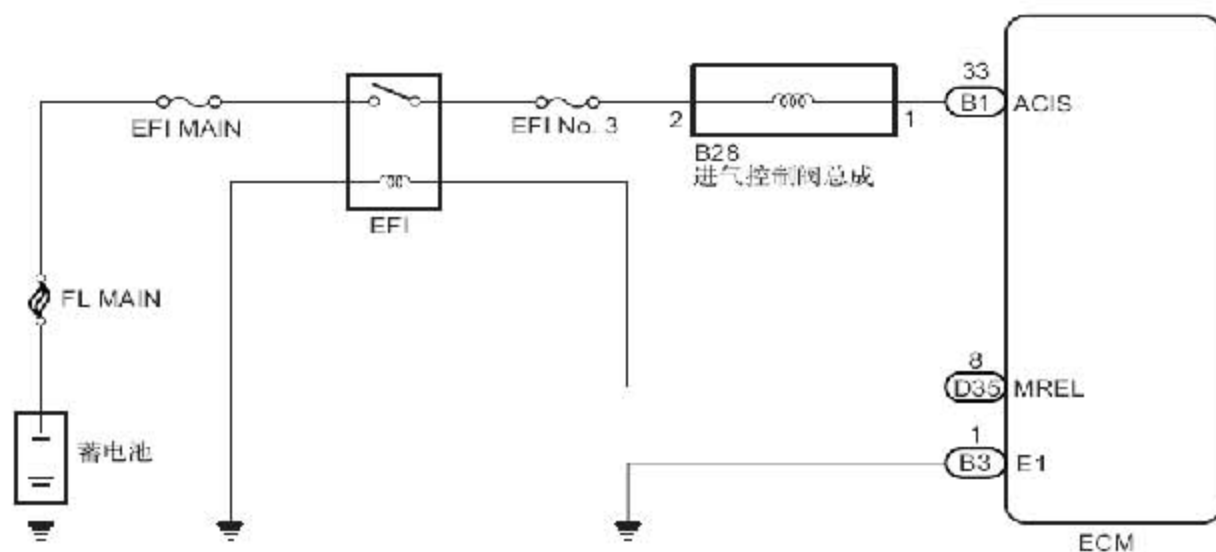 33
B1 ACIS
EFI MAIN
EFI No. 3
2
1
B28
进气控制阀总成
EFI
FL MAIN
8
D35 MREL
蓄电池
1
B3 E1
ECM